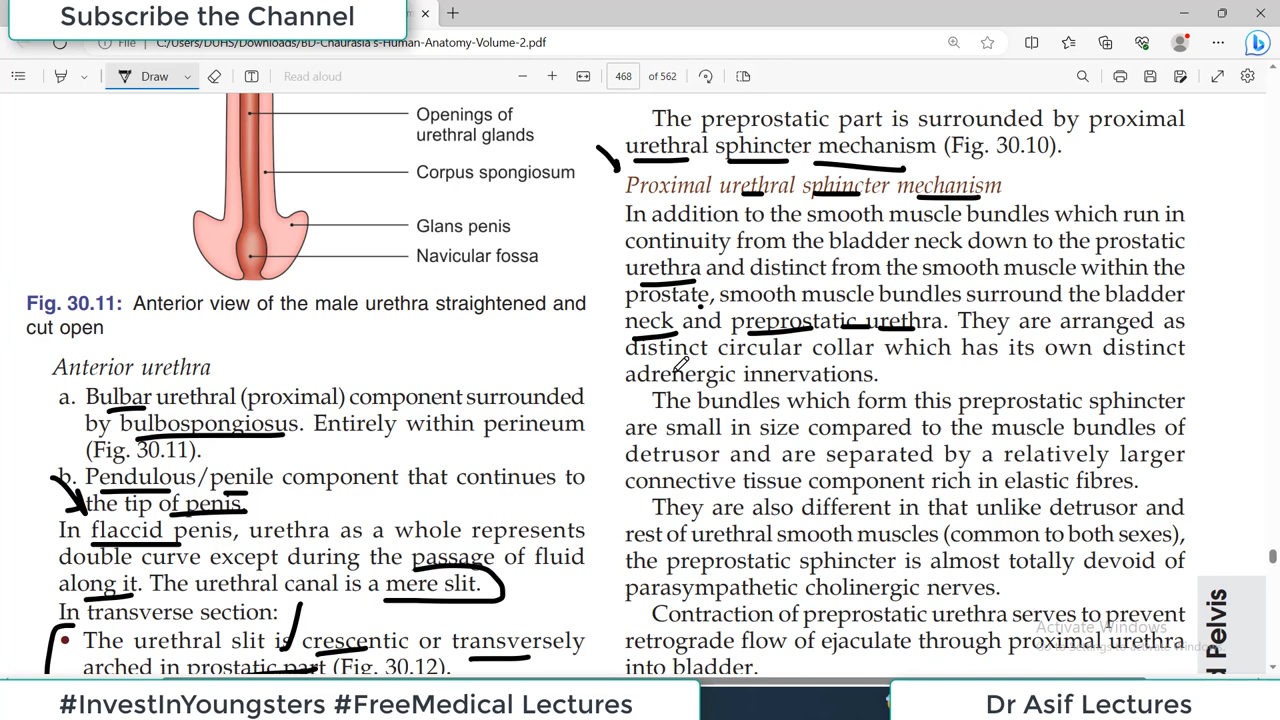 Subscribe the Channel
File
C:/Users/DUHS/Downloads/BD-Chaurasia's-Human-Anatomy-Volume-2.pdf
Draw
Read aloud
468
of 562
Openings of
urethral glands
Corpus spongiosum
Glans penis
Navicular fossa
Fig. 30.11: Anterior view of the male urethra straightened and
cut open
Anterior urethra
a. Bulbar urethral (proximal) component surrounded
by bulbospongiosus. Entirely within perineum
(Fig. 30.11).
b. Pendulous/penile component that continues to
the tip of penis.
In flaccid penis, urethra as a whole represents
double curve except during the passage of fluid
along it. The urethral canal is a mere slit.
In transverse section:
• The urethral slit is crescentic or transversely
arched in prostatic part (Fig. 30.12).
The preprostatic part is surrounded by proximal
urethral sphincter mechanism (Fig. 30.10).
Proximal urethral sphincter mechanism
In addition to the smooth muscle bundles which run in
continuity from the bladder neck down to the prostatic
urethra and distinct from the smooth muscle within the
prostate, smooth muscle bundles surround the bladder
neck and preprostatic urethra. They are arranged as
distinct circular collar which has its own distinct
adrenergic innervations.
The bundles which form this preprostatic sphincter
are small in size compared to the muscle bundles of
detrusor and are separated by a relatively larger
connective tissue component rich in elastic fibres.
They are also different in that unlike detrusor and
rest of urethral smooth muscles (common to both sexes),
the preprostatic sphincter is almost totally devoid of
parasympathetic cholinergic nerves.
Contraction of preprostatic urethra serves to prevent
retrograde flow of ejaculate through proximal urethra
into bladder.
d Pelvis
Activate Windows
Go to Settings to activate Windows.
#InvestInYoungsters #FreeMedical Lectures
Dr Asif Lectures